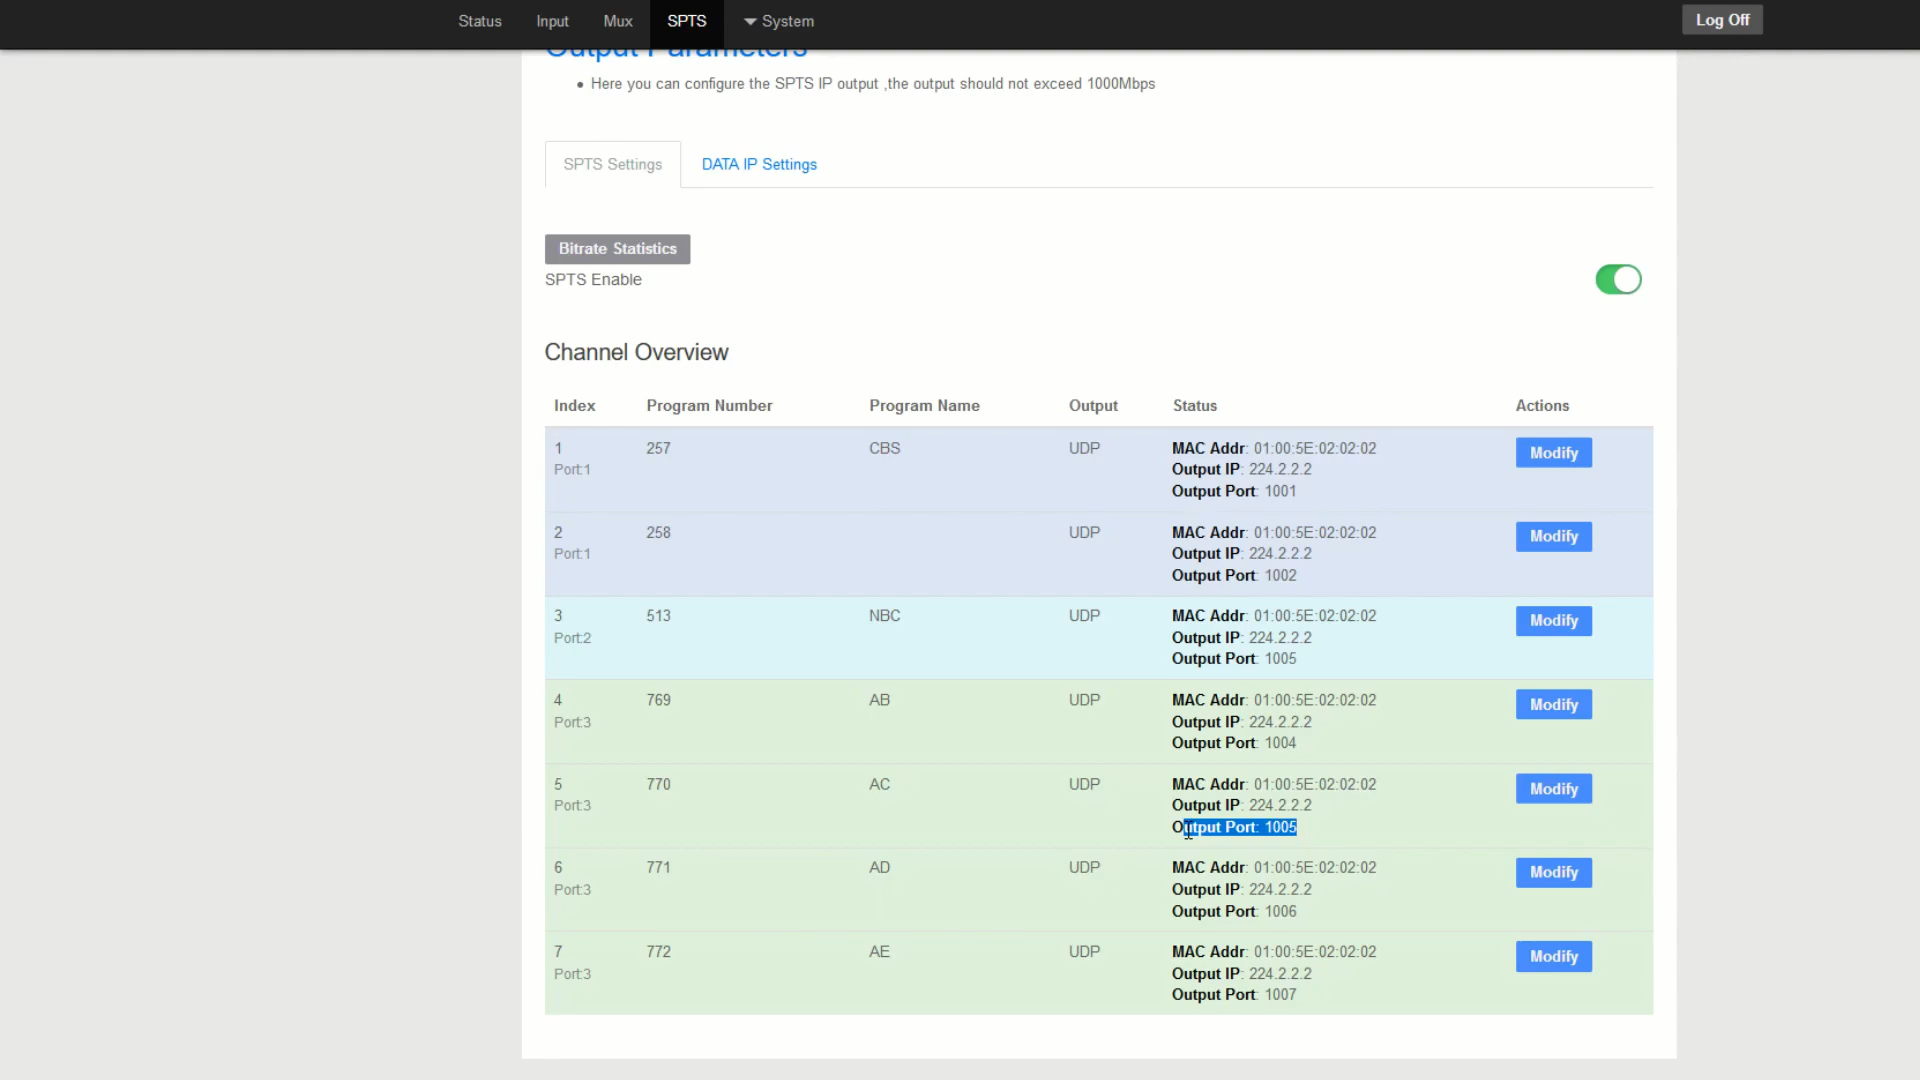 Status Input Mux SPTS System Log Off
Output Parameters
Here you can configure the SPTS IP output ,the output should not exceed 1000Mbps
SPTS Settings DATA IP Settings
Bitrate Statistics
SPTS Enable
Channel Overview
Index Program Number Program Name Output Status Actions
1 257 CBS UDP MAC Addr: 01:00:5E:02:02:02 Modify
Port:1 Output IP: 224.2.2.2
Output Port: 1001
2 258 UDP MAC Addr: 01:00:5E:02:02:02 Modify
Port:1 Output IP: 224.2.2.2
Output Port: 1002
3 513 NBC UDP MAC Addr: 01:00:5E:02:02:02 Modify
Port:2 Output IP: 224.2.2.2
Output Port: 1005
4 769 AB UDP MAC Addr: 01:00:5E:02:02:02 Modify
Port:3 Output IP: 224.2.2.2
Output Port: 1004
5 770 AC UDP MAC Addr: 01:00:5E:02:02:02 Modify
Port:3 Output IP: 224.2.2.2
Output Port: 1005
6 771 AD UDP MAC Addr: 01:00:5E:02:02:02 Modify
Port:3 Output IP: 224.2.2.2
Output Port: 1006
7 772 AE UDP MAC Addr: 01:00:5E:02:02:02 Modify
Port:3 Output IP: 224.2.2.2
Output Port: 1007